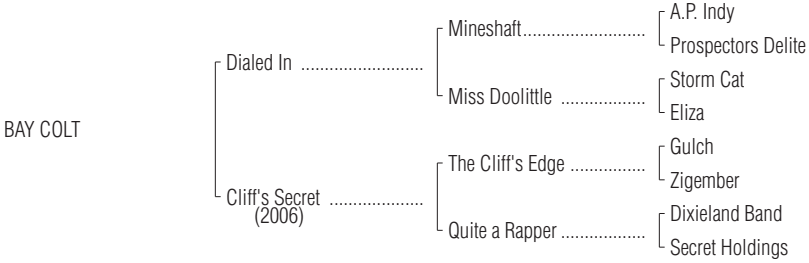 A.P. Indy
Mineshaft..........................
Prospectors Delite
Dialed In ..........................
Storm Cat
Miss Doolittle ..................
Eliza
BAY COLT
Gulch
The Cliff's Edge ................
Zigember
Cliff's Secret ....................
(2006)
Dixieland Band
Quite a Rapper ..................
Secret Holdings